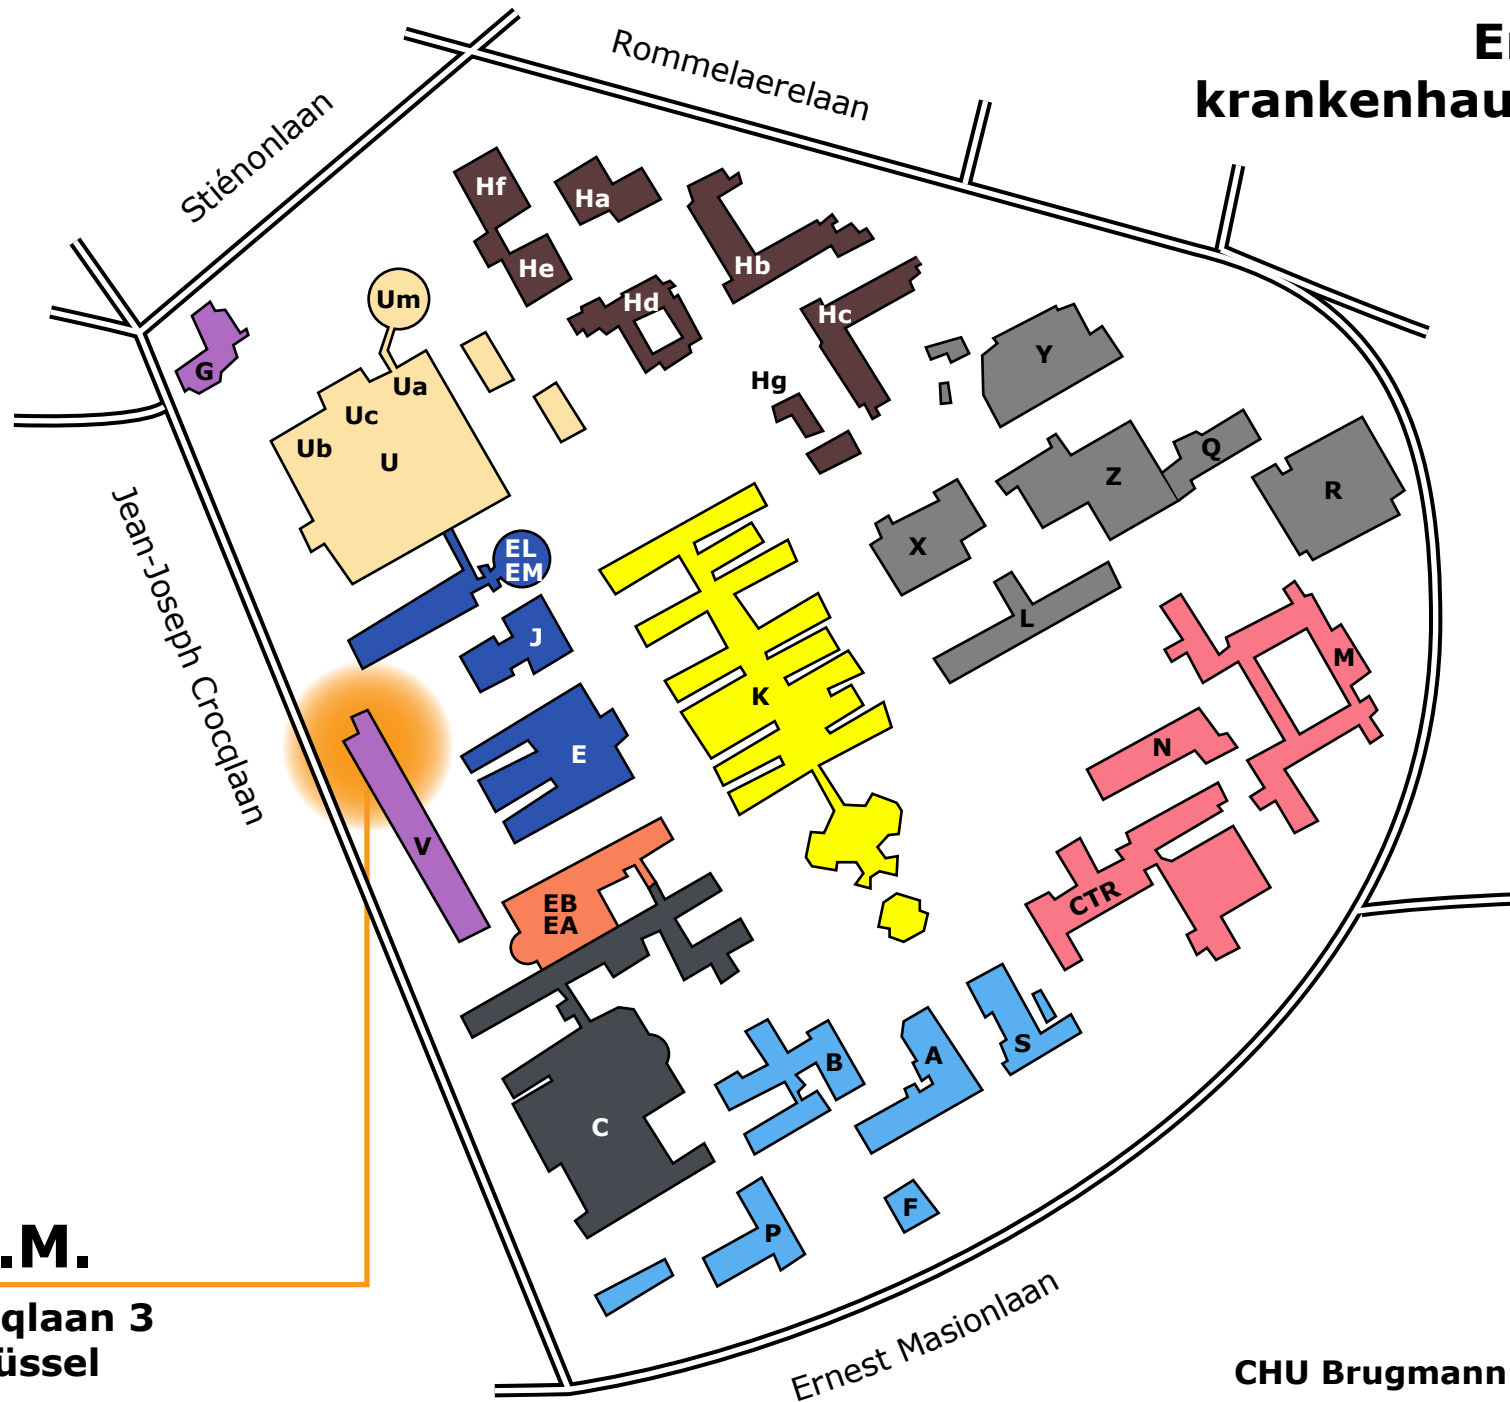 Er
krankenhau
Rommelaerelaan
Stiénonlaan
Hf
Ha
He
Hb
Um
Hd
Hc
G
Hg
Y
Ua
Uc
Ub
U
Q
Z
R
X
EL
EM
L
J
M
K
N
E
V
CTR
EB
EA
Jean-Joseph Crocqlaan
S
A
B
C
F
P
.M.
qlaan 3
üssel
Ernest Masionlaan
CHU Brugmann